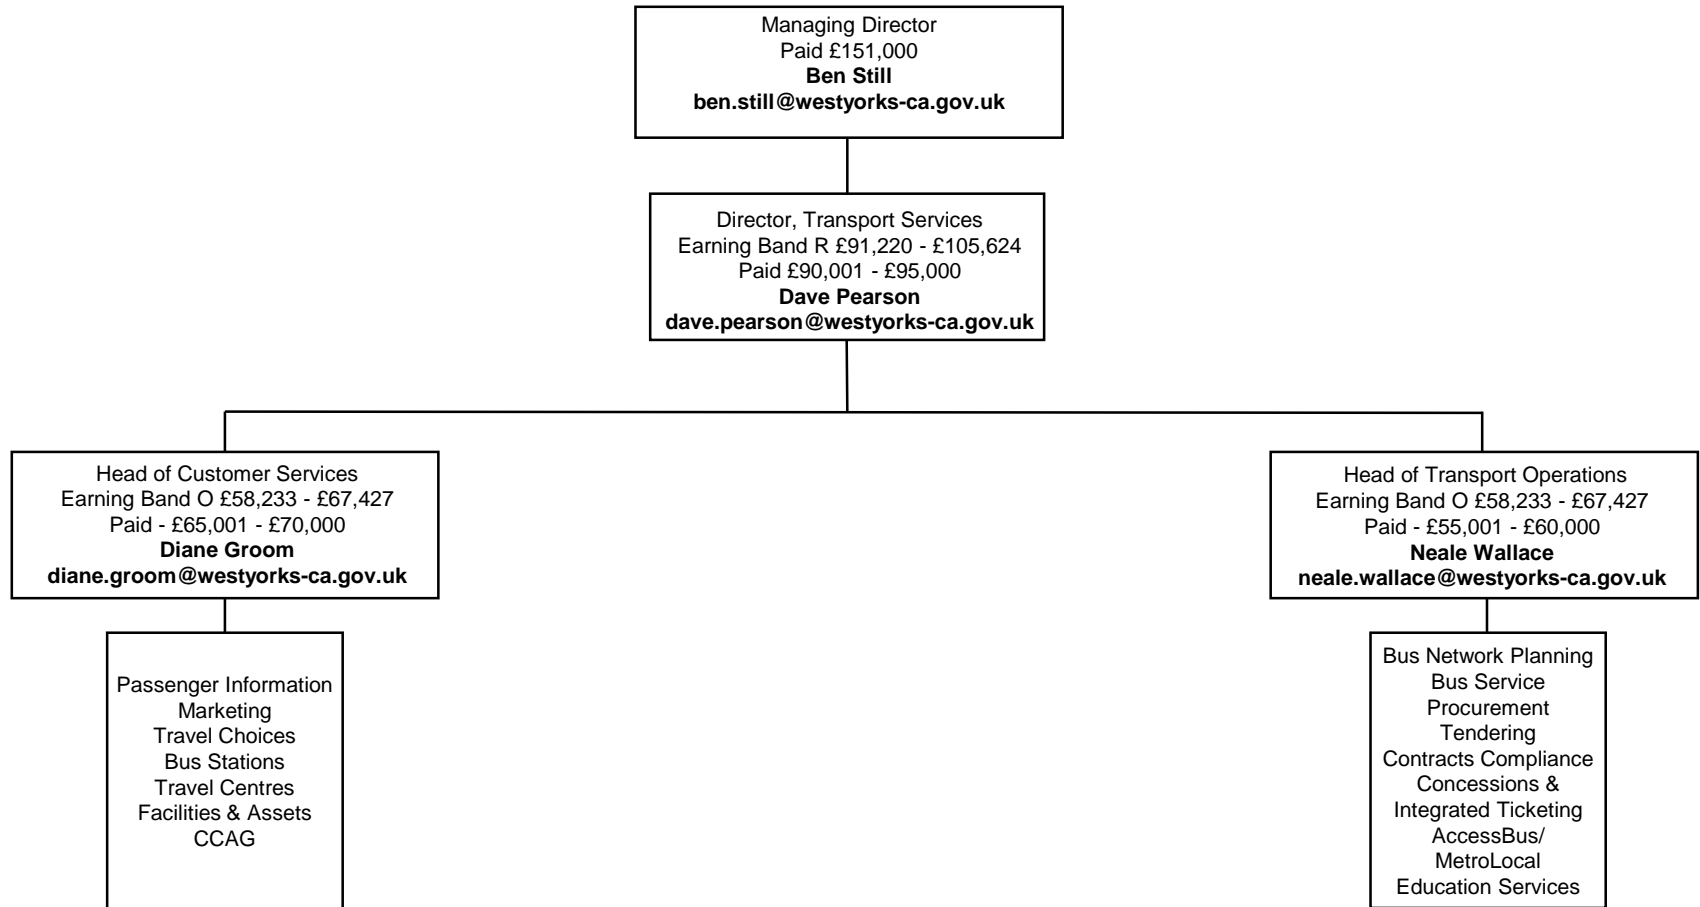 Managing Director
Paid £151,000
Ben Still
ben.still@westyorks-ca.gov.uk
Director, Transport Services
Earning Band R £91,220 - £105,624
Paid £90,001 - £95,000
Dave Pearson
dave.pearson@westyorks-ca.gov.uk
Head of Customer Services
Earning Band O £58,233 - £67,427
Paid - £65,001 - £70,000
Diane Groom
diane.groom@westyorks-ca.gov.uk
Head of Transport Operations
Earning Band O £58,233 - £67,427
Paid - £55,001 - £60,000
Neale Wallace
neale.wallace@westyorks-ca.gov.uk
Passenger Information
Marketing
Travel Choices
Bus Stations
Travel Centres
Facilities & Assets
CCAG
Bus Network Planning
Bus Service
Procurement
Tendering
Contracts Compliance
Concessions &
Integrated Ticketing
AccessBus/
MetroLocal
Education Services